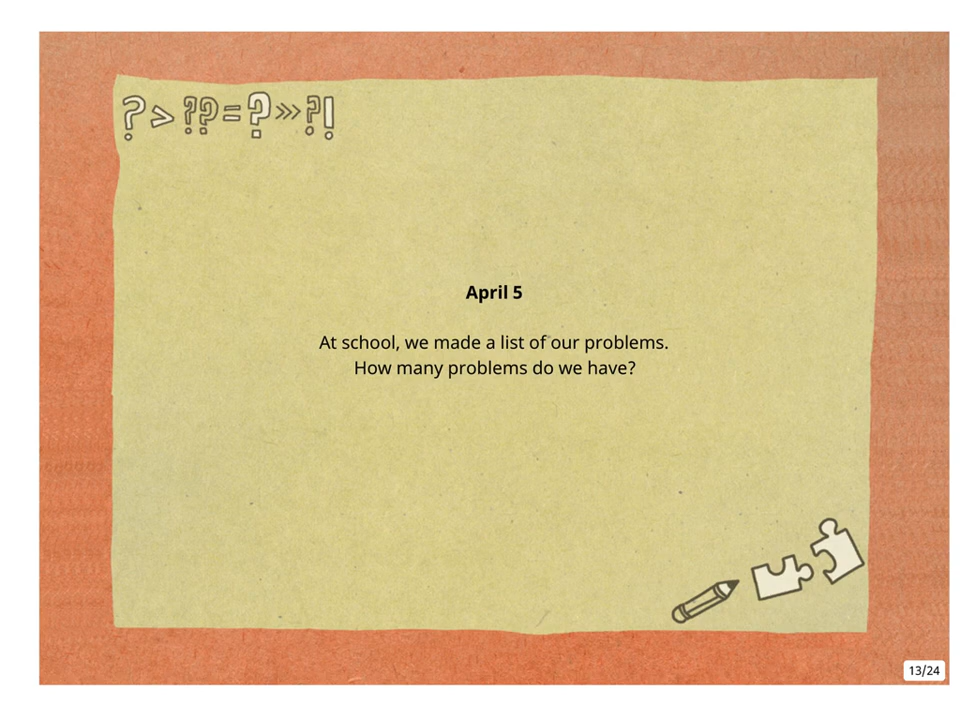 ? > ?? = ? »› ?!
April 5
At school, we made a list of our problems.
How many problems do we have?
13/24